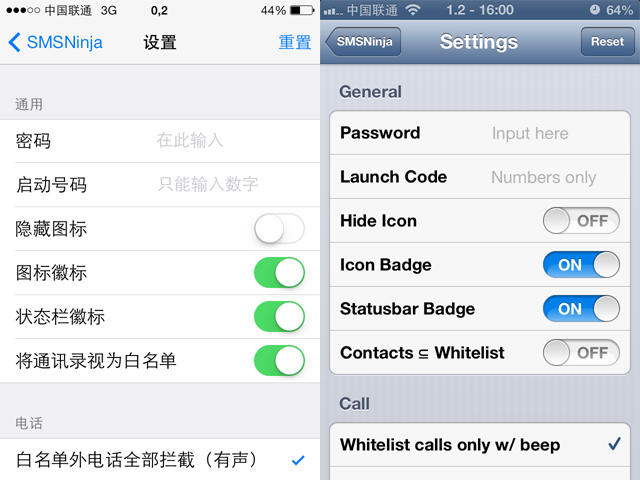 中国联通 3G 0,2 44%
SMSNinja 设置 重置
通用
密码 在此输入
启动号码 只能输入数字
隐藏图标
图标徽标
状态栏徽标
将通讯录视为白名单
电话
白名单外电话全部拦截（有声）
中国联通 1.2 - 16:00 64%
SMSNinja Settings Reset
General
Password Input here
Launch Code Numbers only
Hide Icon OFF
Icon Badge ON
Statusbar Badge ON
Contacts ⊆ Whitelist OFF
Call
Whitelist calls only w/ beep